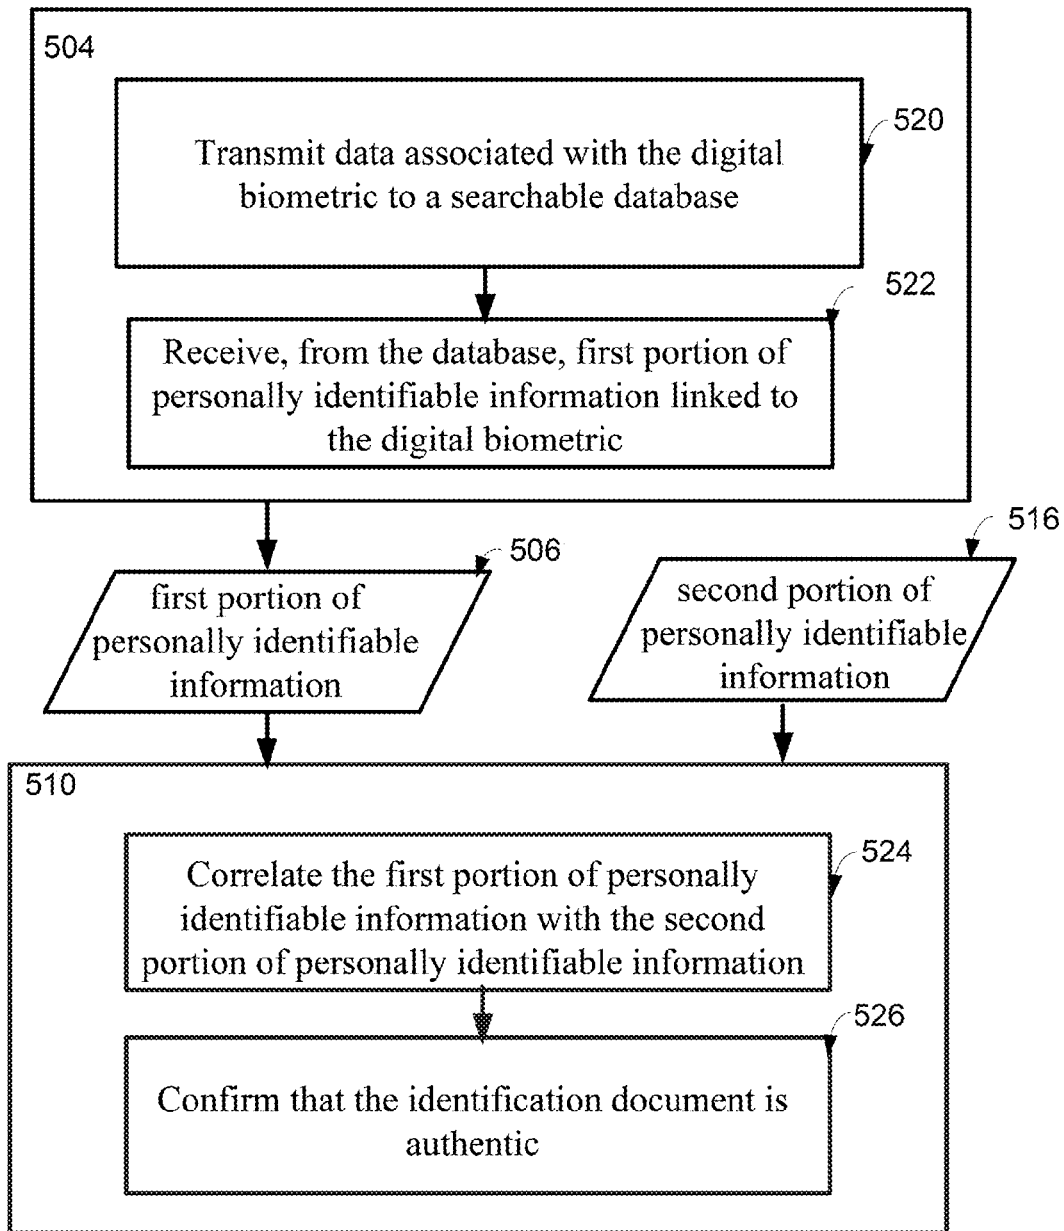 504
Transmit data associated with the digital
biometric to a searchable database
520
522
Receive, from the database, first portion of
personally identifiable information linked to
the digital biometric
506
first portion of
personally identifiable
information
516
second portion of
personally identifiable
information
510
524
Correlate the first portion of personally
identifiable information with the second
portion of personally identifiable information
526
Confirm that the identification document is
authentic